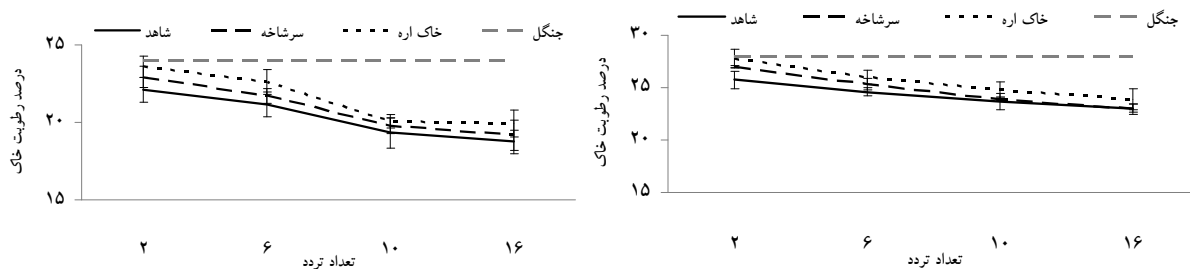 جنگل خاک اره سرشاخه شاهد
درصد رطوبت خاک
۲۵
۲۰
۱۵
۲ ۶ ۱۰ ۱۶
تعداد تردد
جنگل خاک اره سرشاخه شاهد
درصد رطوبت خاک
۳۰
۲۵
۲۰
۱۵
۲ ۶ ۱۰ ۱۶
تعداد تردد